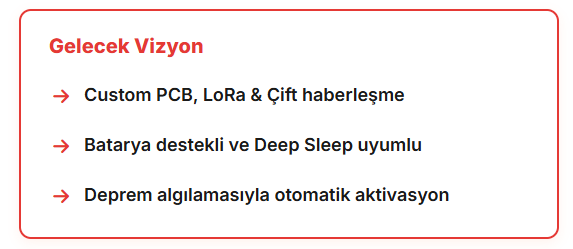 Gelecek Vizyon
→ Custom PCB, LoRa & Çift haberleşme
→ Batarya destekli ve Deep Sleep uyumlu
→ Deprem algılamasıyla otomatik aktivasyon